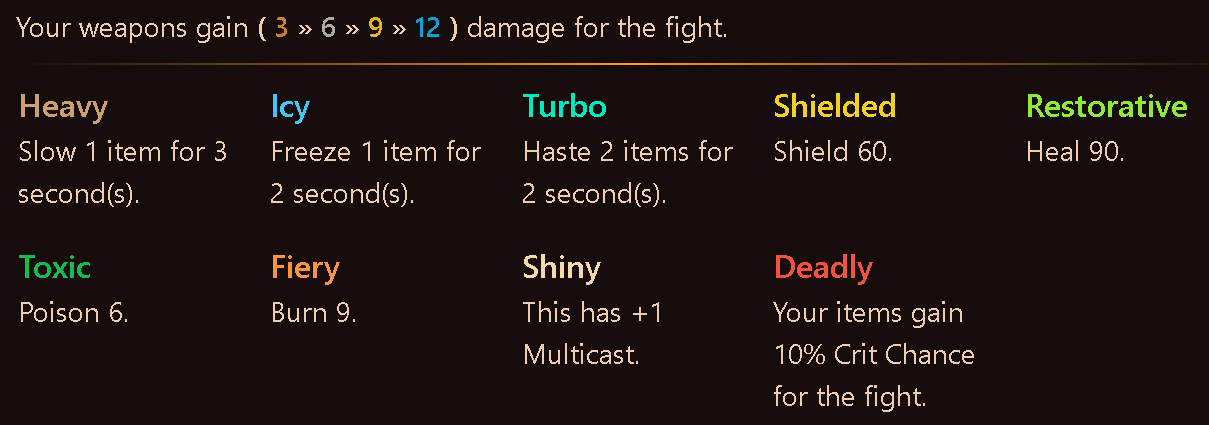 Your weapons gain ( 3 » 6 » 9 » 12 ) damage for the fight.
Heavy
Slow 1 item for 3
second(s).
Icy
Freeze 1 item for
2 second(s).
Turbo
Haste 2 items for
2 second(s).
Shielded
Shield 60.
Restorative
Heal 90.
Toxic
Poison 6.
Fiery
Burn 9.
Shiny
This has +1
Multicast.
Deadly
Your items gain
10% Crit Chance
for the fight.